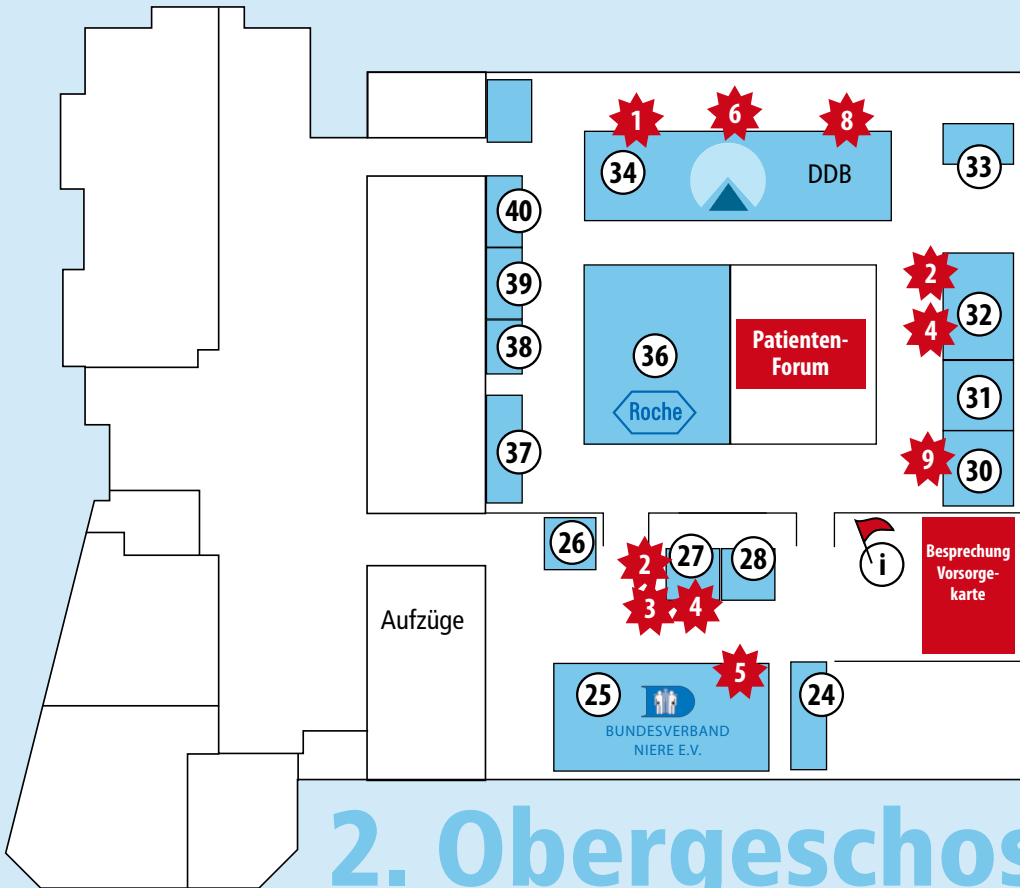 1
6
8
34
DDB
33
40
39
38
37
36
Roche
Patienten-
Forum
2
4
32
31
9
30
26
2
27
28
3
4
i
Besprechung
Vorsorge-
karte
Aufzüge
25
5
BUNDESVERBAND
NIERE E.V.
24
2. Obergeschos